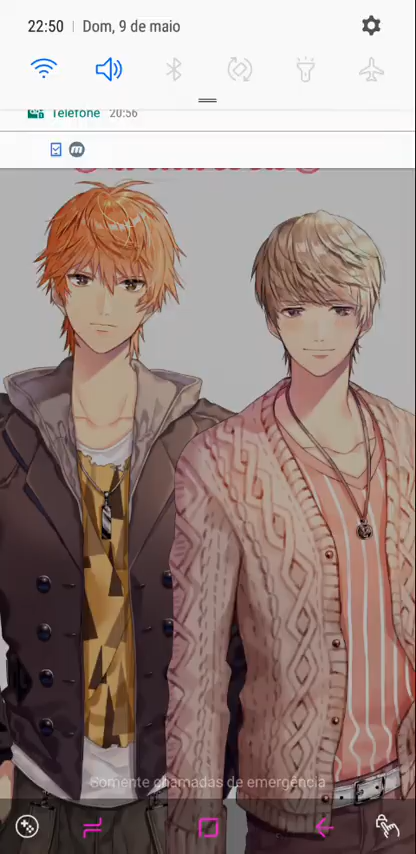 22:50 | Dom, 9 de maio
Telefone 20:56
m
Somente chamadas de emergência